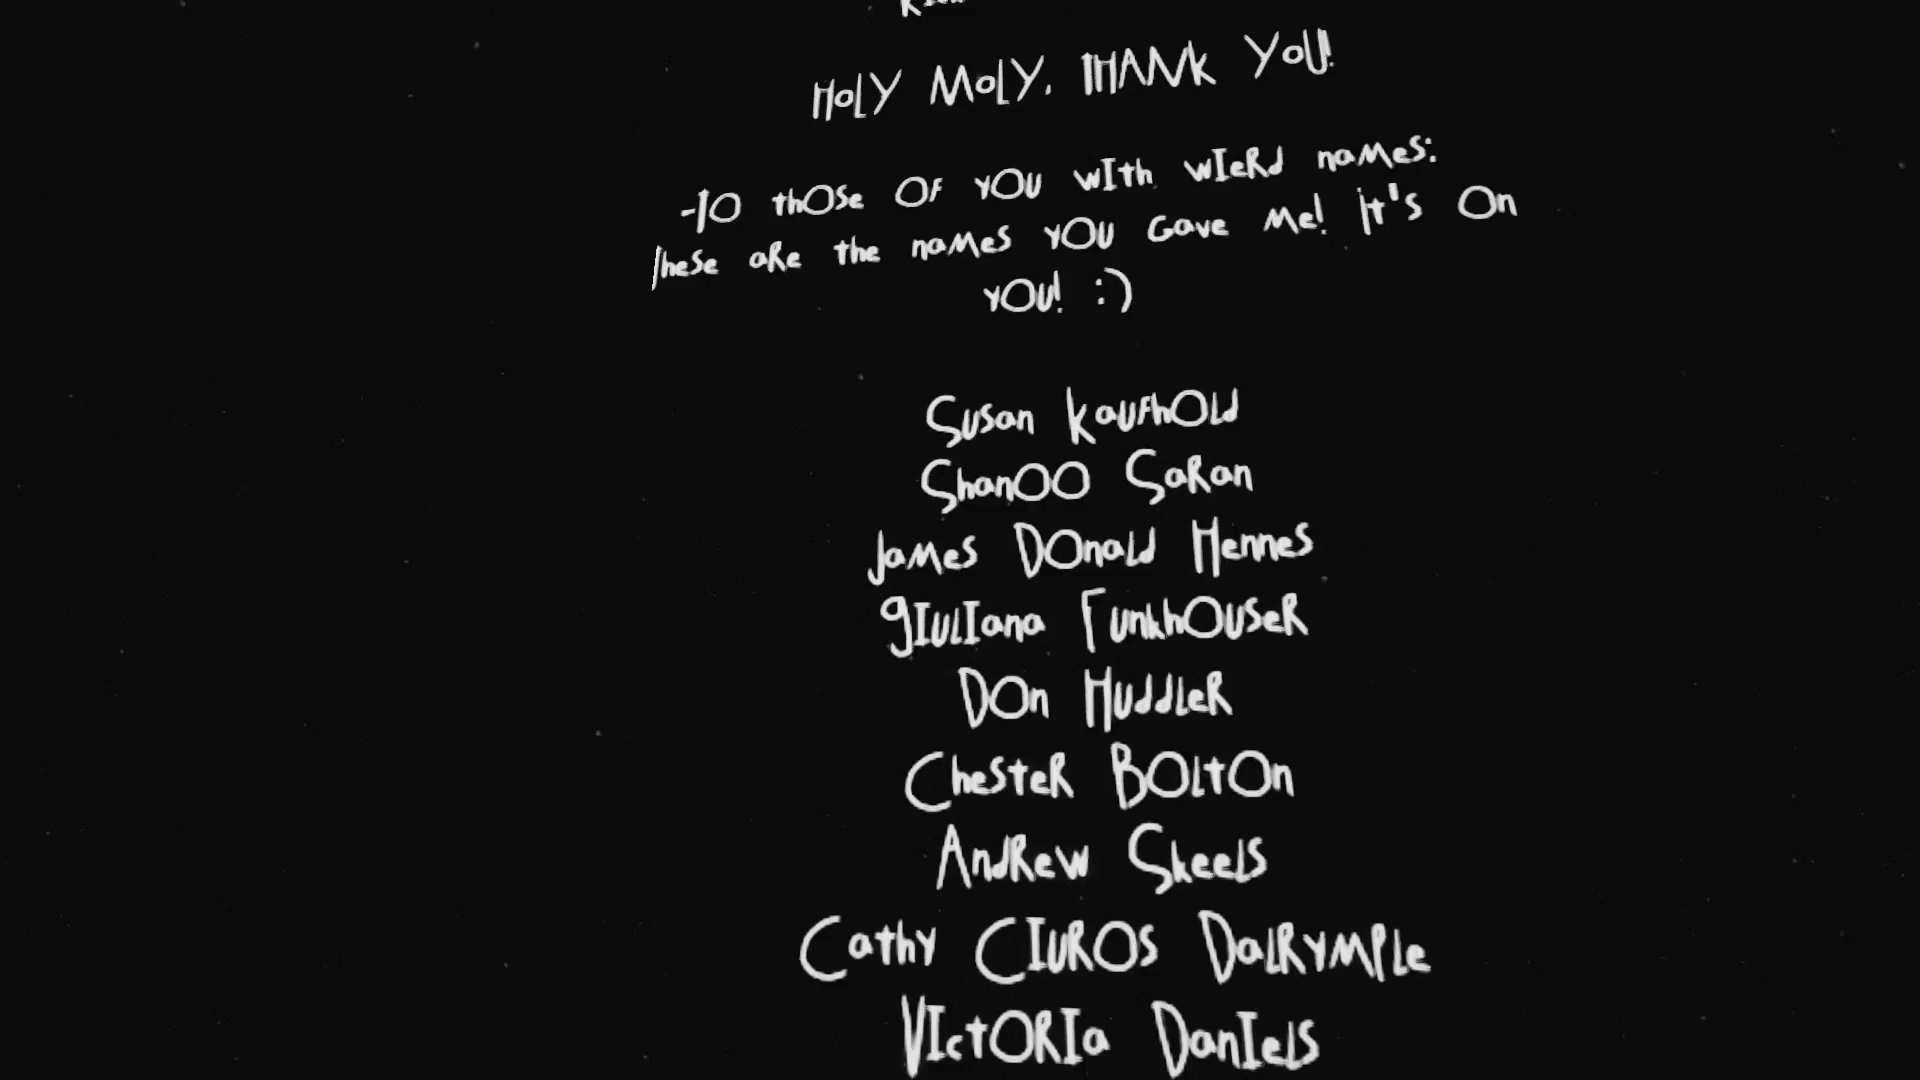 HOLY MOLY, THANK YOU!
-TO thOSe OF YOU wIth wIeRd naMes:
These aRe the naMes YOU Gave Me! It's On
YOU! :)
Susan KauFhOLd
ShanOO SaRan
James DOnaLd Hennes
gIuLIana FunkhOuseR
DOn HuddLeR
ChesteR BOLtOn
AndRew SkeeLs
Cathy CIuROs DaLRyMPLe
VIctORIa DanIeLs